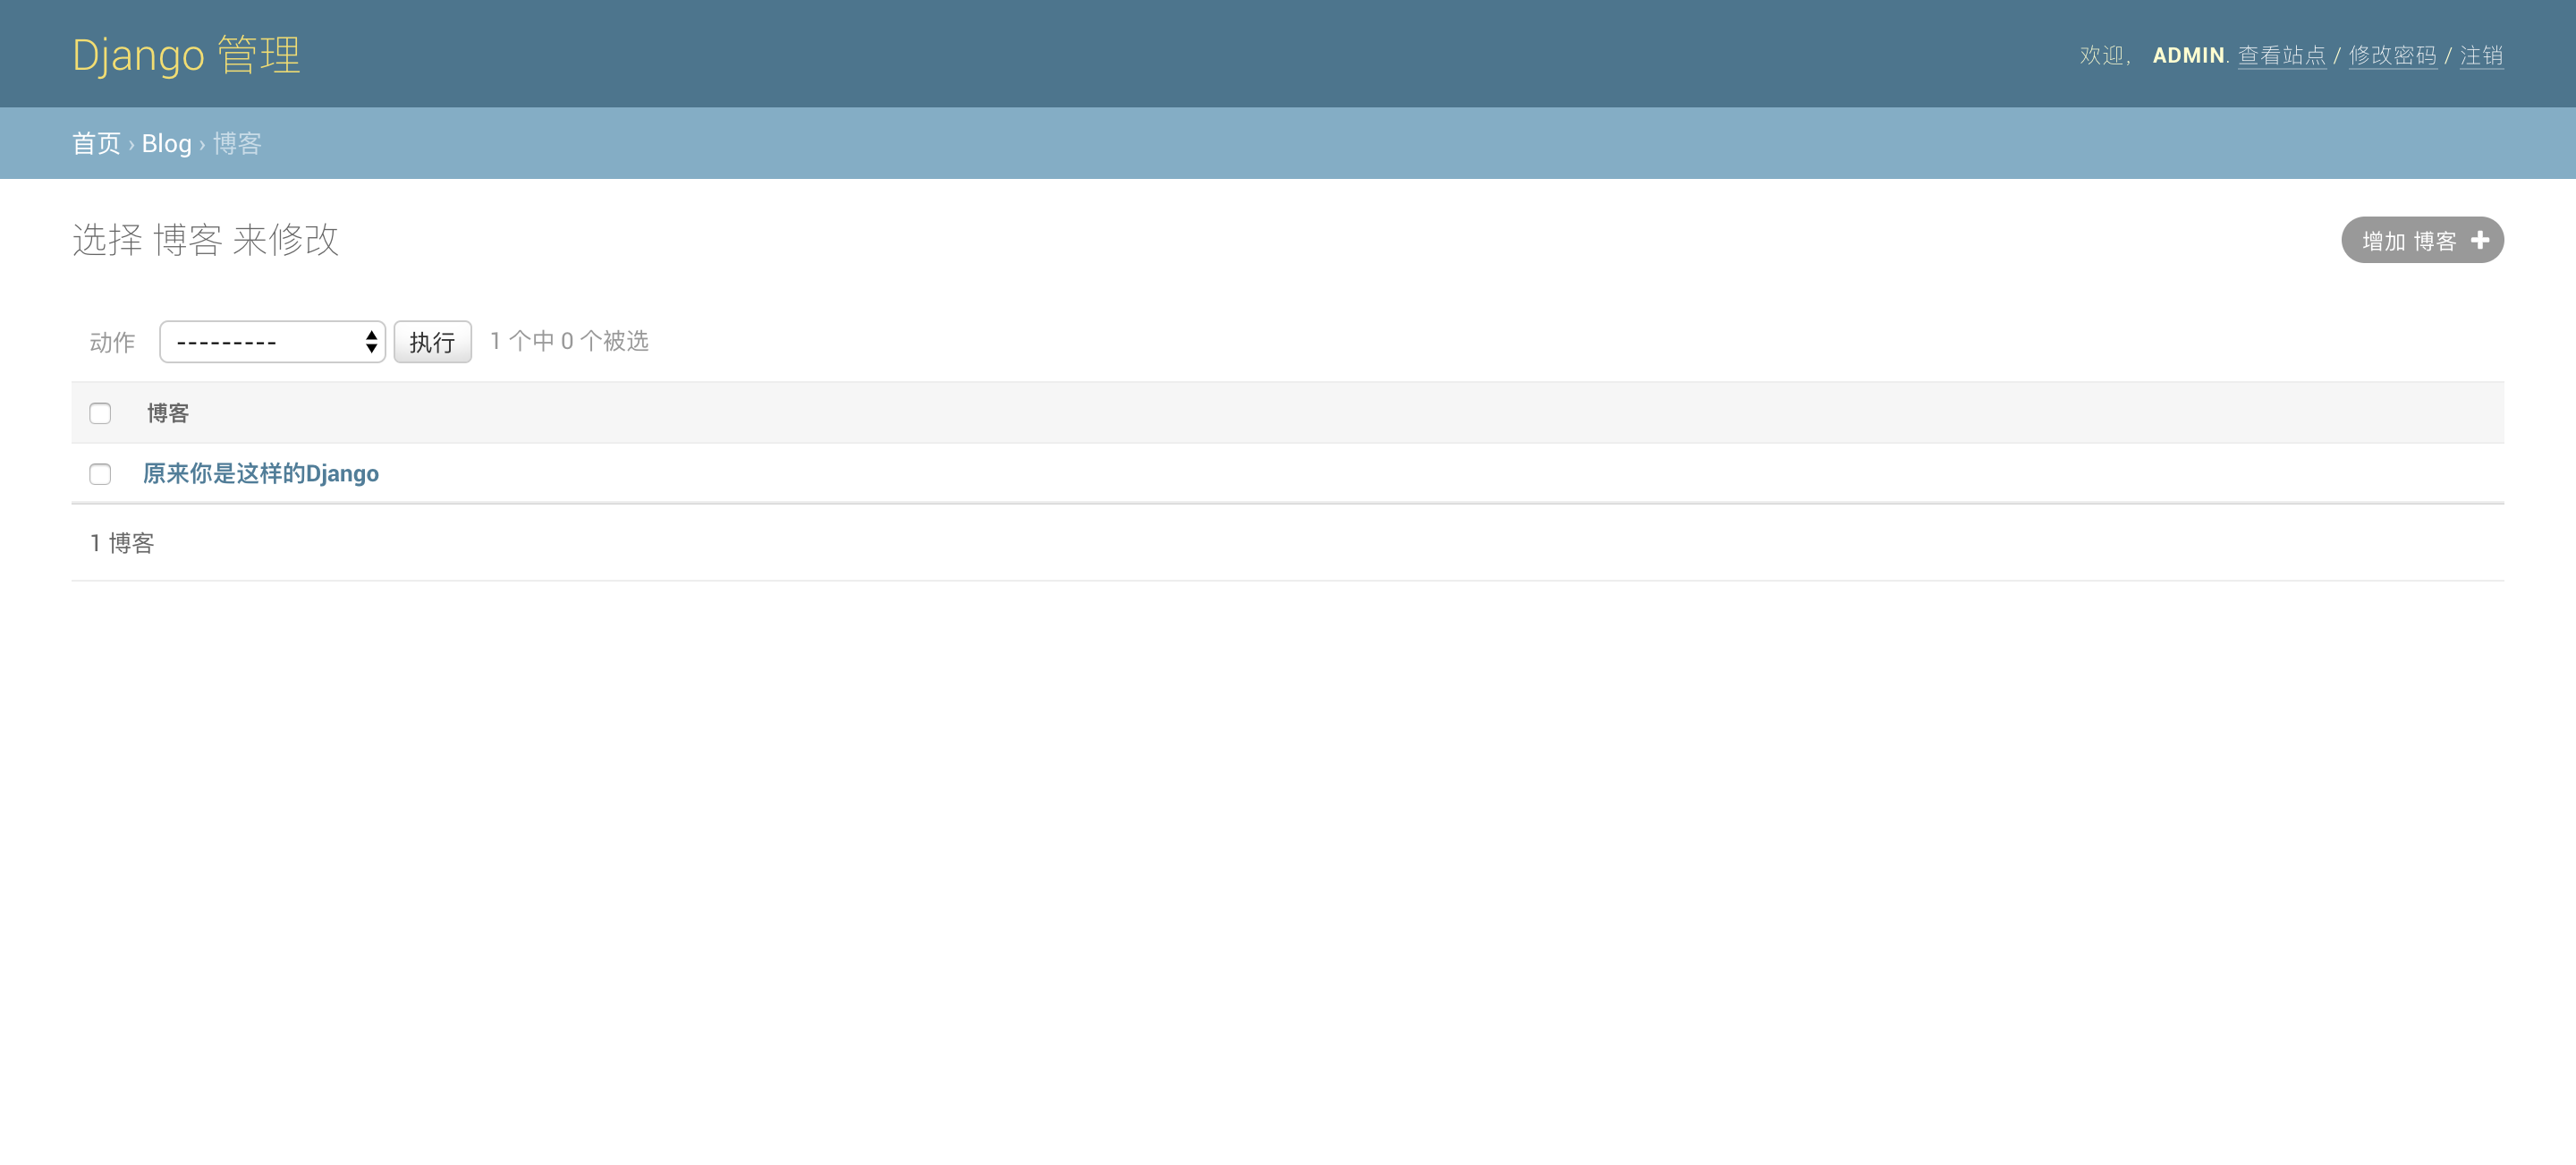 Django 管理
欢迎， ADMIN. 查看站点 / 修改密码 / 注销
首页 › Blog › 博客
选择 博客 来修改
增加 博客
动作 --------- 执行 1 个中 0 个被选
博客
原来你是这样的Django
1 博客